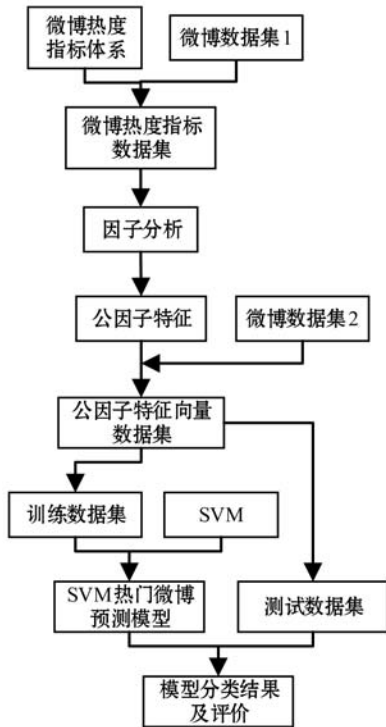 微博热度
指标体系
微博数据集1
微博热度指标
数据集
因子分析
公因子特征
微博数据集2
公因子特征向量
数据集
训练数据集
SVM
SVM热门微博
预测模型
测试数据集
模型分类结果
及评价